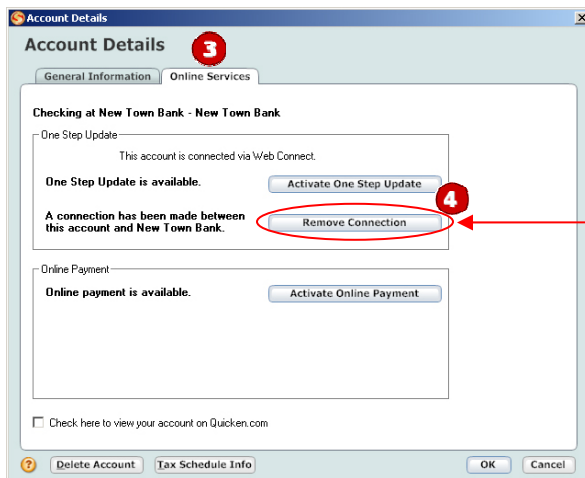 Account Details
Account Details
3
General Information Online Services
Checking at New Town Bank - New Town Bank
One Step Update
This account is connected via Web Connect.
One Step Update is available. Activate One Step Update
4
A connection has been made between
this account and New Town Bank. Remove Connection
Online Payment
Online payment is available. Activate Online Payment
Check here to view your account on Quicken.com
? Delete Account Tax Schedule Info OK Cancel